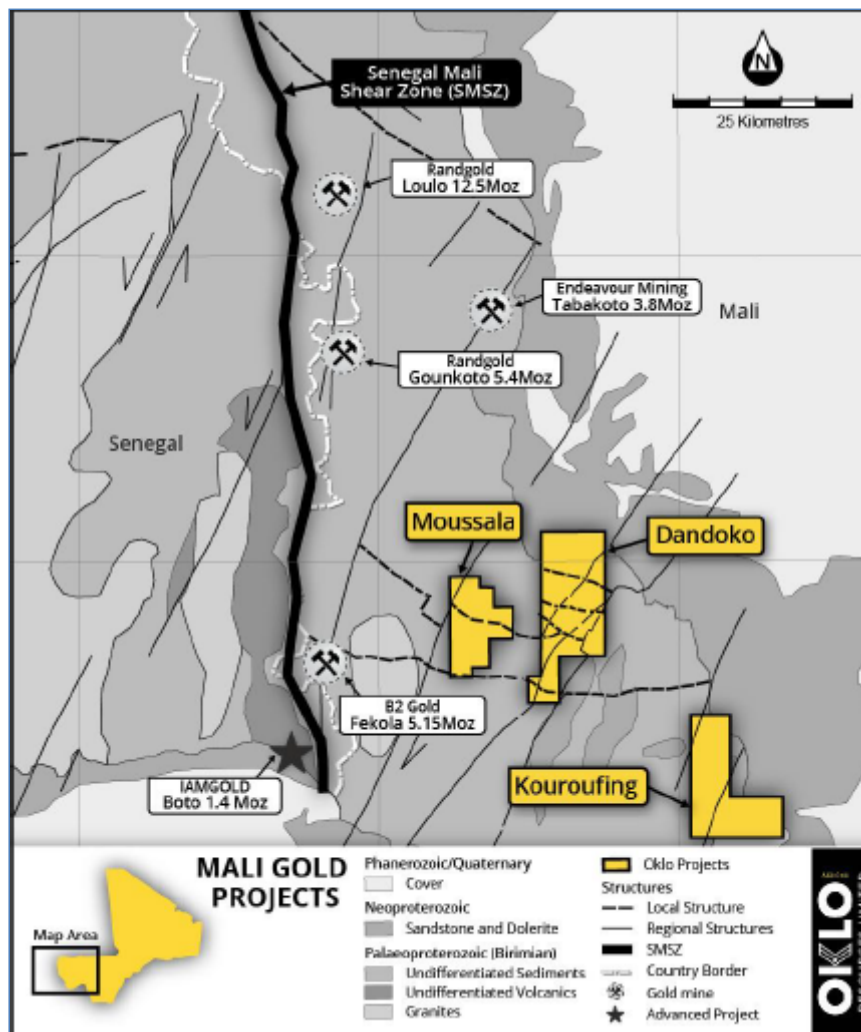 Senegal Mali
Shear Zone (SMSZ)
N
25 Kilometres
Randgold
Loulo 12.5Moz
Endeavour Mining
Tabakoto 3.8Moz
Mali
Randgold
Gounkoto 5.4Moz
Senegal
Moussala
Dandoko
B2 Gold
Fekola 5.15Moz
IAMGOLD
Boto 1.4 Moz
Kouroufing
MALI GOLD
PROJECTS
Map Area
Phanerozoic/Quaternary
Cover
Neoproterozoic
Sandstone and Dolerite
Palaeoproterozoic (Birimian)
Undifferentiated Sediments
Undifferentiated Volcanics
Granites
Oklo Projects
Structures
Local Structure
Regional Structures
SMSZ
Country Border
Gold mine
Advanced Project
OKLO